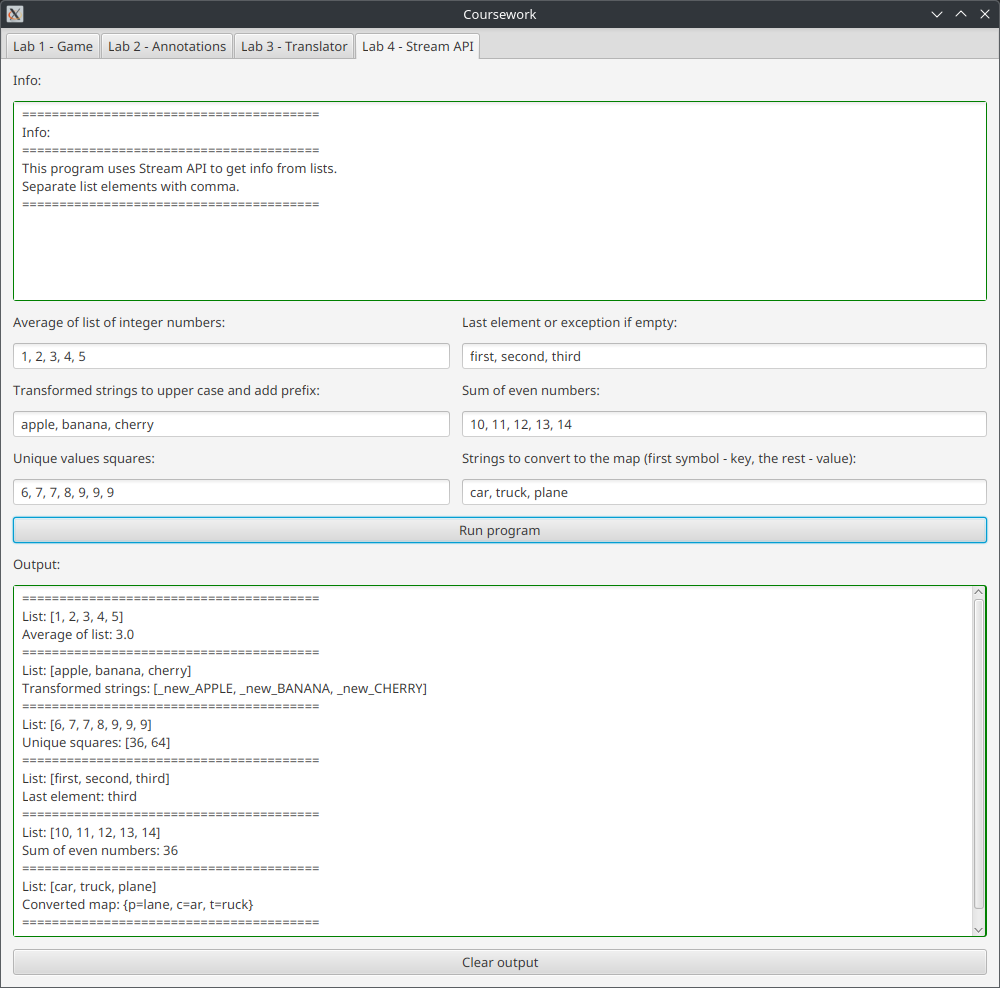 Coursework
Lab 1 - Game
Lab 2 - Annotations
Lab 3 - Translator
Lab 4 - Stream API
Info:
========================================
Info:
========================================
This program uses Stream API to get info from lists.
Separate list elements with comma.
========================================
Average of list of integer numbers:
Last element or exception if empty:
1, 2, 3, 4, 5
first, second, third
Transformed strings to upper case and add prefix:
Sum of even numbers:
apple, banana, cherry
10, 11, 12, 13, 14
Unique values squares:
Strings to convert to the map (first symbol - key, the rest - value):
6, 7, 7, 8, 9, 9, 9
car, truck, plane
Run program
Output:
========================================
List: [1, 2, 3, 4, 5]
Average of list: 3.0
========================================
List: [apple, banana, cherry]
Transformed strings: [_new_APPLE, _new_BANANA, _new_CHERRY]
========================================
List: [6, 7, 7, 8, 9, 9, 9]
Unique squares: [36, 64]
========================================
List: [first, second, third]
Last element: third
========================================
List: [10, 11, 12, 13, 14]
Sum of even numbers: 36
========================================
List: [car, truck, plane]
Converted map: {p=lane, c=ar, t=ruck}
========================================
Clear output